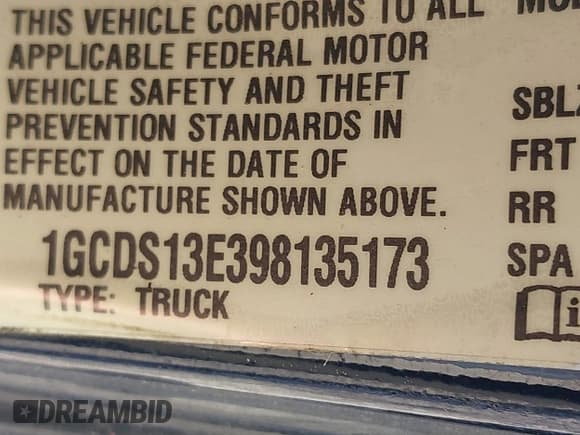 THIS VEHICLE CONFORMS TO ALL
APPLICABLE FEDERAL MOTOR
VEHICLE SAFETY AND THEFT
PREVENTION STANDARDS IN
EFFECT ON THE DATE OF
MANUFACTURE SHOWN ABOVE.
1GCDS13E398135173
TYPE: TRUCK
FRT
RR
SPA
DREAMBID